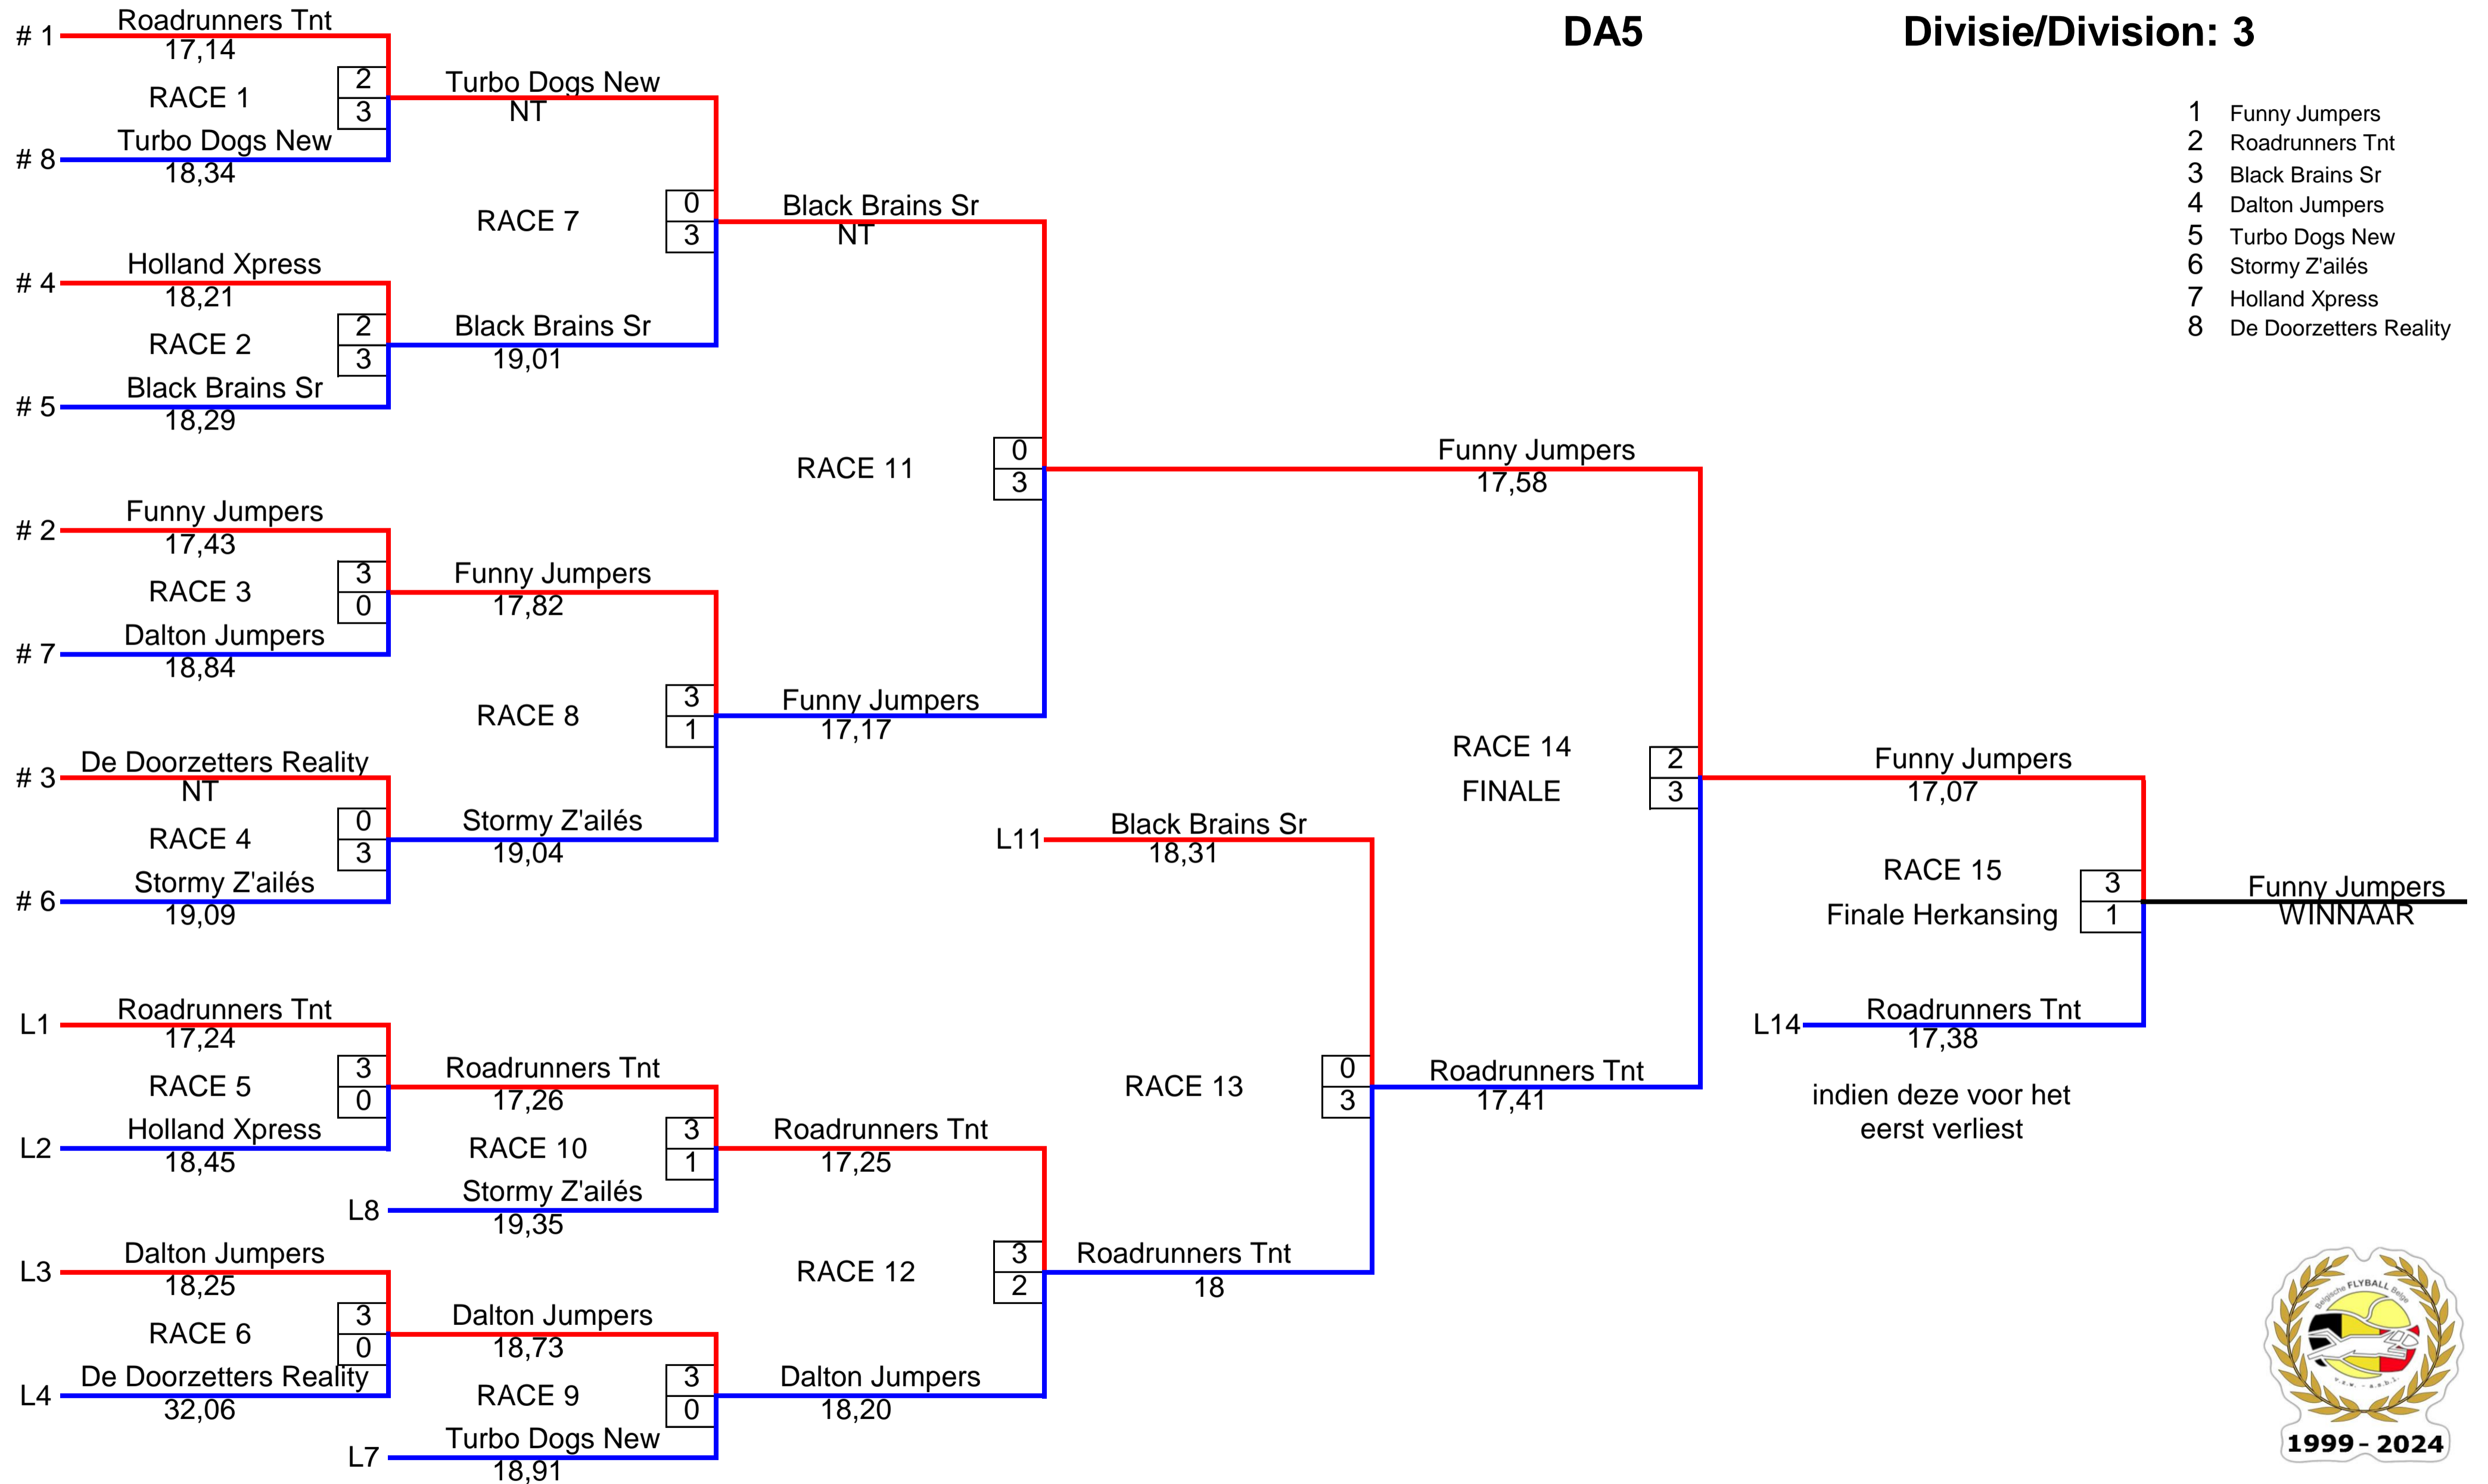 DA5
Divisie/Division: 3
1 Funny Jumpers
2 Roadrunners Tnt
3 Black Brains Sr
4 Dalton Jumpers
5 Turbo Dogs New
6 Stormy Z'ailés
7 Holland Xpress
8 De Doorzetters Reality
# 1 Roadrunners Tnt
17,14
RACE 1
2
3
# 8 Turbo Dogs New
18,34
# 4 Holland Xpress
18,21
RACE 2
2
3
# 5 Black Brains Sr
18,29
# 2 Funny Jumpers
17,43
RACE 3
3
0
# 7 Dalton Jumpers
18,84
# 3 De Doorzetters Reality
NT
RACE 4
0
3
# 6 Stormy Z'ailés
19,09
L1 Roadrunners Tnt
17,24
RACE 5
3
0
L2 Holland Xpress
18,45
L3 Dalton Jumpers
18,25
RACE 6
3
0
L4 De Doorzetters Reality
32,06
Turbo Dogs New
NT
RACE 7
0
3
Black Brains Sr
19,01
Funny Jumpers
17,82
RACE 8
3
1
Stormy Z'ailés
19,04
Roadrunners Tnt
17,26
RACE 10
3
1
L8 Stormy Z'ailés
19,35
Dalton Jumpers
18,73
RACE 9
3
0
L7 Turbo Dogs New
18,91
Black Brains Sr
NT
RACE 11
0
3
Funny Jumpers
17,17
Roadrunners Tnt
17,25
RACE 12
3
2
Dalton Jumpers
18,20
L11 Black Brains Sr
18,31
RACE 13
0
3
Roadrunners Tnt
18
Funny Jumpers
17,58
RACE 14
FINALE
2
3
Roadrunners Tnt
17,41
Funny Jumpers
17,07
RACE 15
Finale Herkansing
3
1
L14 Roadrunners Tnt
17,38
indien deze voor het
eerst verliest
Funny Jumpers
WINNAAR
Belgische FLYBALL Belge
v.z.w. - a.s.b.l.
1999 - 2024